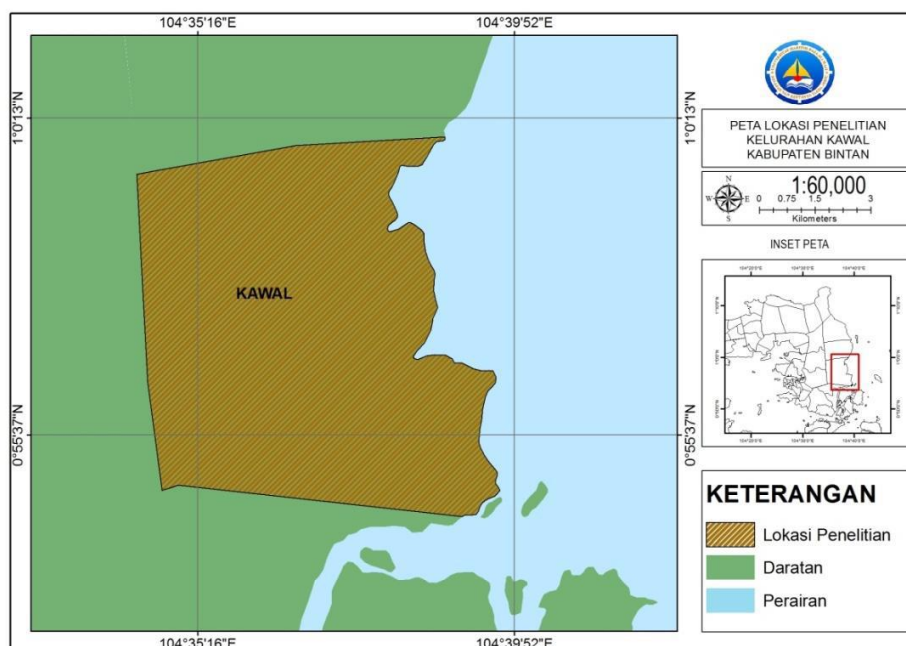 104°35'16"E
104°39'52"E
1°0'13"N
1°0'13"N
KAWAL
0°55'37"N
0°55'37"N
104°35'16"E
104°39'52"E
PETA LOKASI PENELITIAN
KELURAHAN KAWAL
KABUPATEN BINTAN
N
W E
S
1:60,000
0 0.75 1.5 3
Kilometers
INSET PETA
KETERANGAN
Lokasi Penelitian
Daratan
Perairan